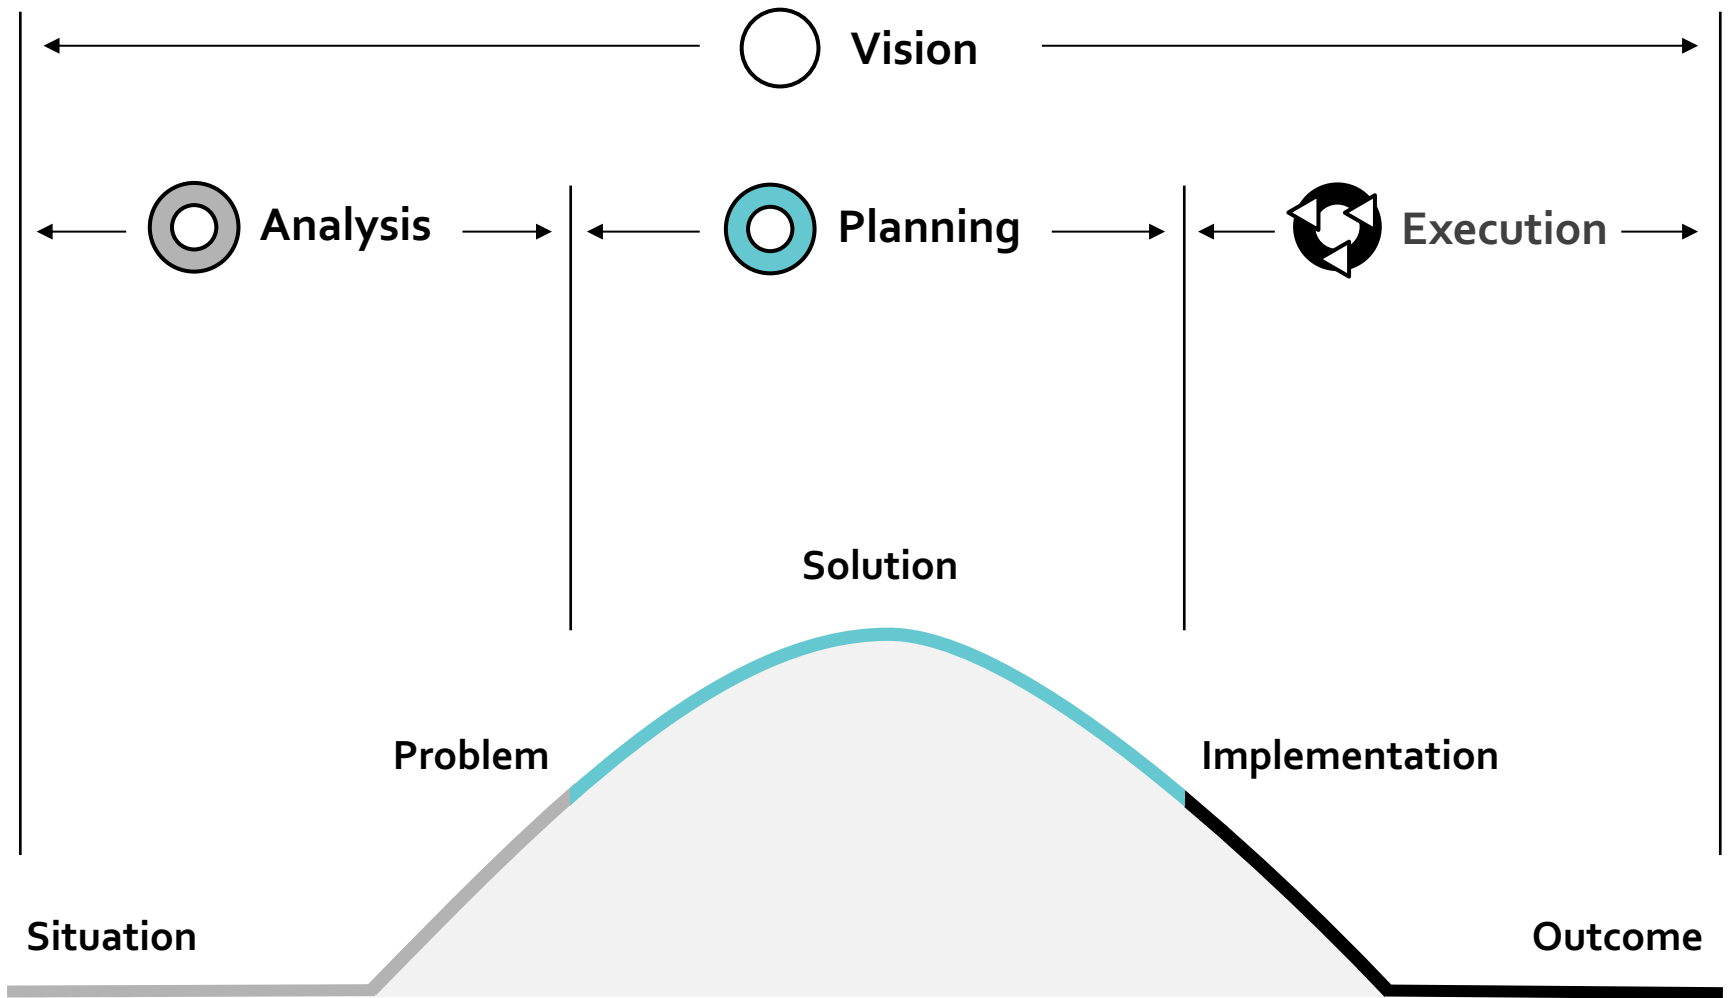 Vision
Analysis
Planning
Execution
Solution
Problem
Implementation
Situation
Outcome